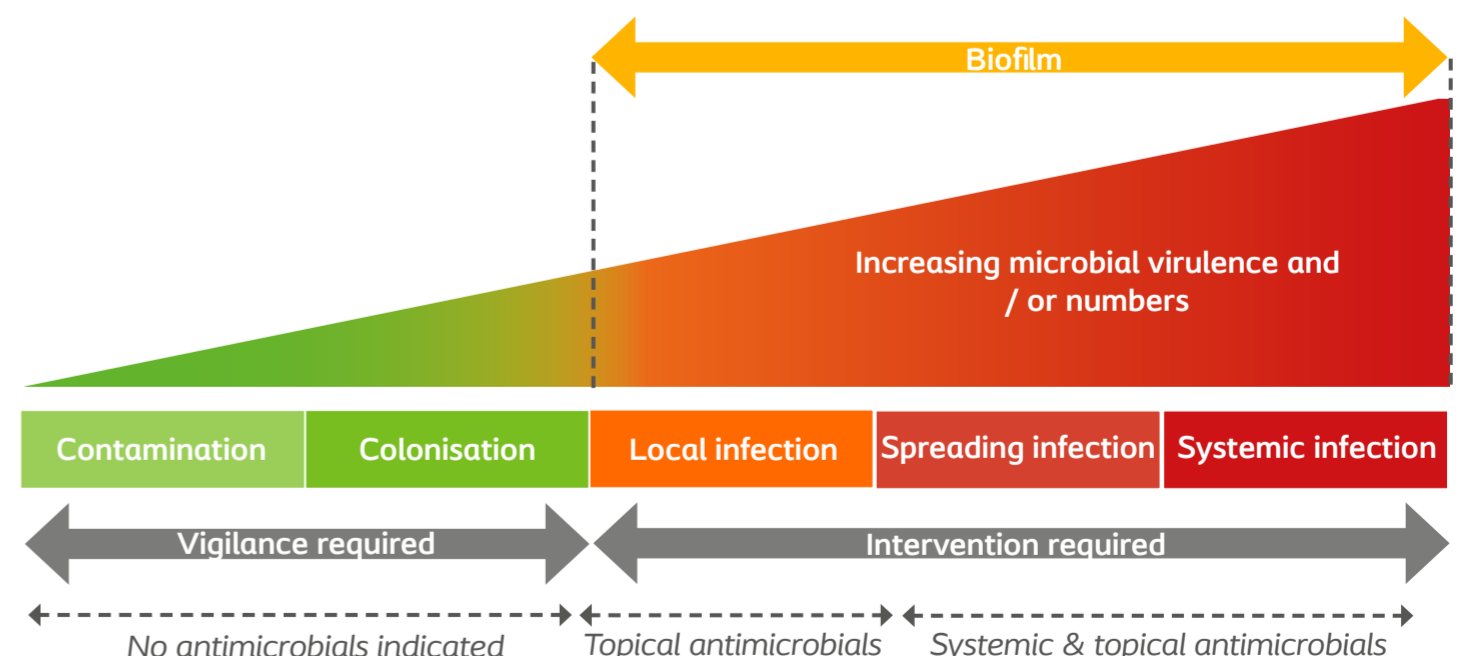 Biofilm
Increasing microbial virulence and
/ or numbers
Contamination
Colonisation
Local infection
Spreading infection
Systemic infection
Vigilance required
Intervention required
No antimicrobials indicated
Topical antimicrobials
Systemic & topical antimicrobials